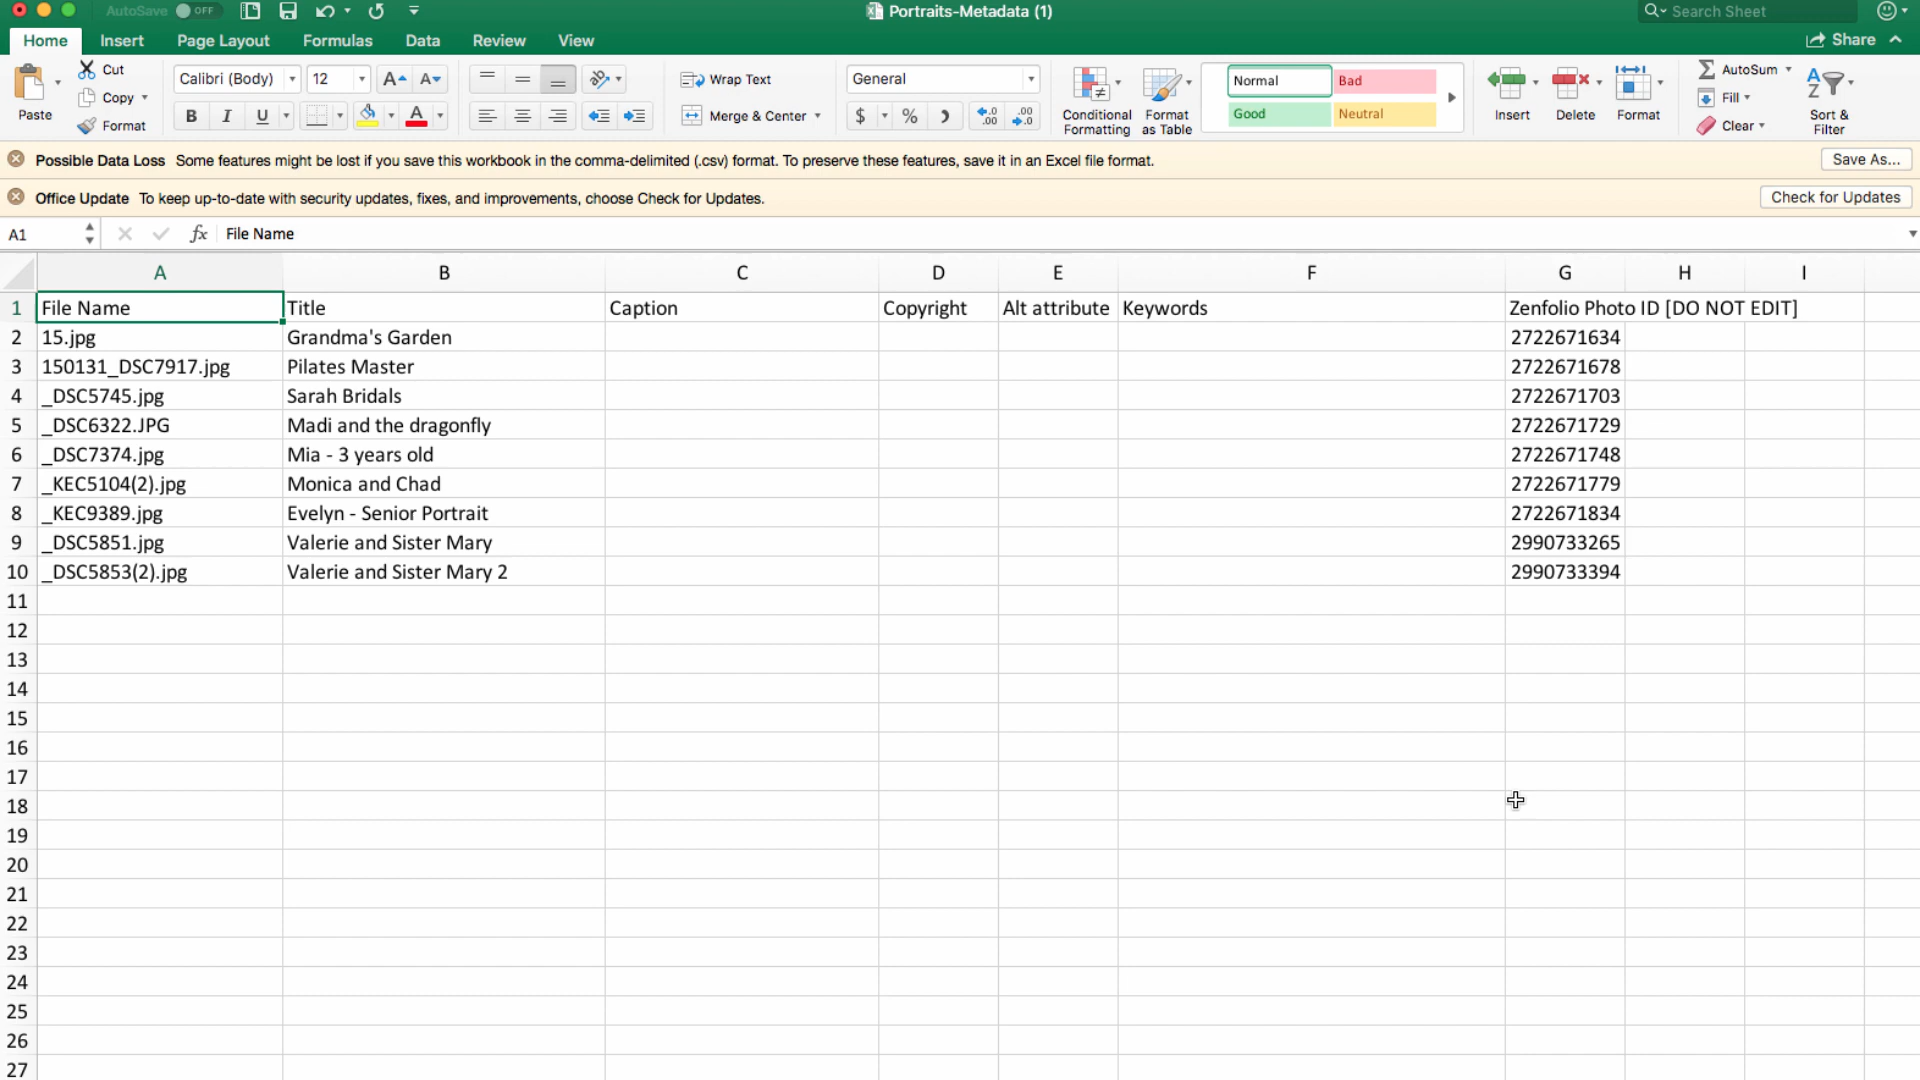 AutoSave OFF Portraits-Metadata (1) Search Sheet
Home Insert Page Layout Formulas Data Review View Share
Paste Cut Copy Format
Calibri (Body) 12 A A
B I U A
Wrap Text
Merge & Center
General
$ % .0 .00 .00 .0
Conditional Formatting
Format as Table
Normal Bad
Good Neutral
Insert Delete Format
AutoSum
Fill
Clear
Sort & Filter
Possible Data Loss Some features might be lost if you save this workbook in the comma-delimited (.csv) format. To preserve these features, save it in an Excel file format. Save As...
Office Update To keep up-to-date with security updates, fixes, and improvements, choose Check for Updates. Check for Updates
A1 fx File Name
A B C D E F G H I
1 File Name Title Caption Copyright Alt attribute Keywords Zenfolio Photo ID [DO NOT EDIT]
2 15.jpg Grandma's Garden 2722671634
3 150131_DSC7917.jpg Pilates Master 2722671678
4 _DSC5745.jpg Sarah Bridals 2722671703
5 _DSC6322.JPG Madi and the dragonfly 2722671729
6 _DSC7374.jpg Mia - 3 years old 2722671748
7 _KEC5104(2).jpg Monica and Chad 2722671779
8 _KEC9389.jpg Evelyn - Senior Portrait 2722671834
9 _DSC5851.jpg Valerie and Sister Mary 2990733265
10 _DSC5853(2).jpg Valerie and Sister Mary 2 2990733394
11
12
13
14
15
16
17
18
19
20
21
22
23
24
25
26
27